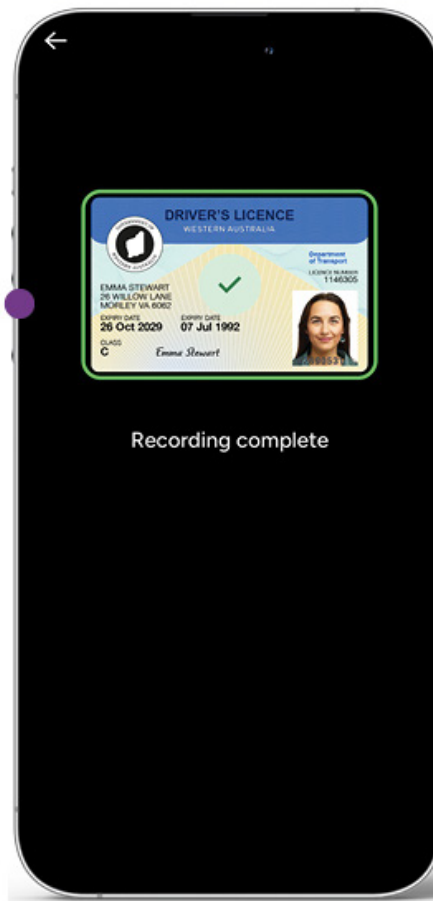 DRIVER'S LICENCE
WESTERN AUSTRALIA
Department
of Transport
LICENCE NUMBER
1146305
EMMA STEWART
26 WILLOW LANE
MORLEY VA 6062
EXPIRY DATE
26 Oct 2029
EXPIRY DATE
07 Jul 1992
CLASS
C
Emma Stewart
Recording complete